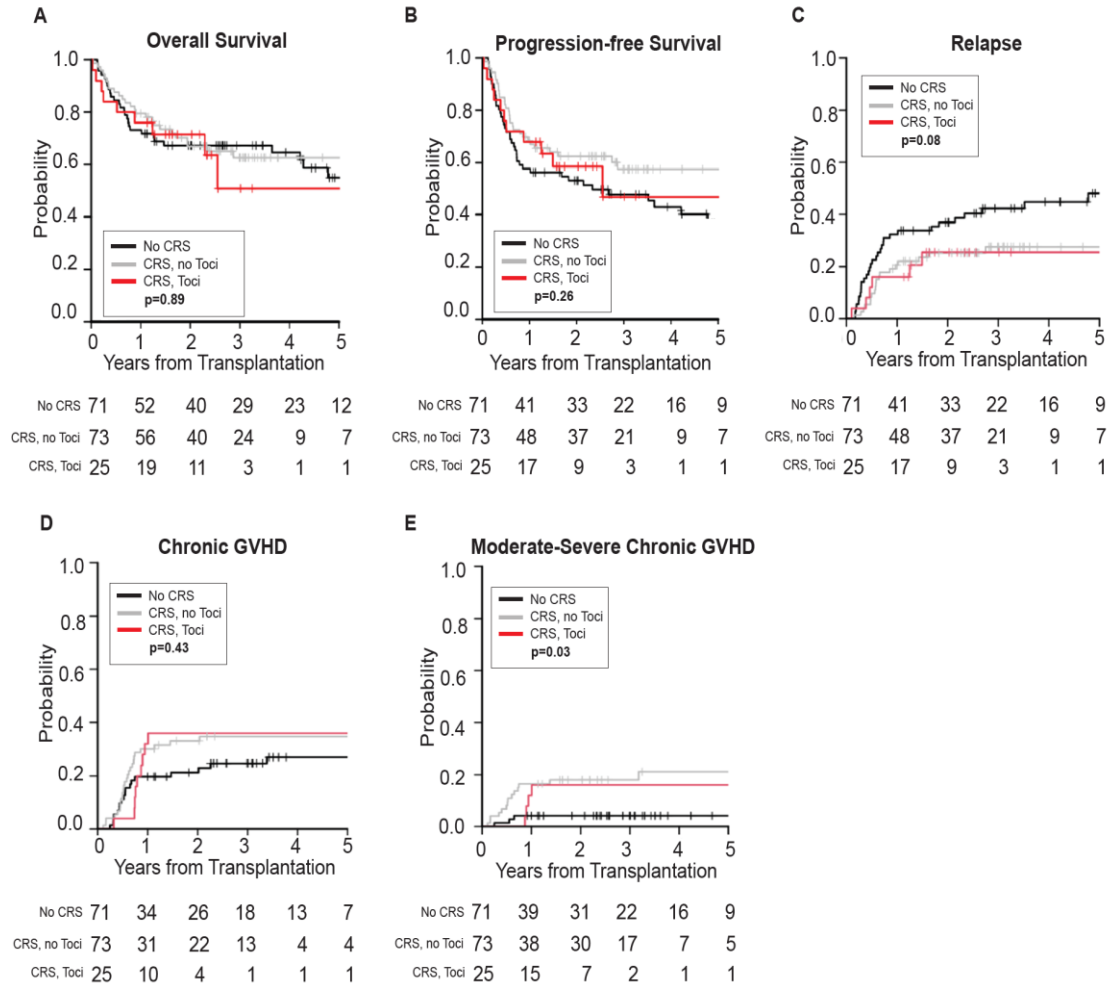 A
Overall Survival
Probability
1.0
0.8
0.6
0.4
0.2
0.0
No CRS
CRS, no Toci
CRS, Toci
p=0.89
0 1 2 3 4 5
Years from Transplantation
No CRS 71 52 40 29 23 12
CRS, no Toci 73 56 40 24 9 7
CRS, Toci 25 19 11 3 1 1
B
Progression-free Survival
Probability
1.0
0.8
0.6
0.4
0.2
0.0
No CRS
CRS, no Toci
CRS, Toci
p=0.26
0 1 2 3 4 5
Years from Transplantation
No CRS 71 41 33 22 16 9
CRS, no Toci 73 48 37 21 9 7
CRS, Toci 25 17 9 3 1 1
C
Relapse
Probability
1.0
0.8
0.6
0.4
0.2
0.0
No CRS
CRS, no Toci
CRS, Toci
p=0.08
0 1 2 3 4 5
Years from Transplantation
No CRS 71 41 33 22 16 9
CRS, no Toci 73 48 37 21 9 7
CRS, Toci 25 17 9 3 1 1
D
Chronic GVHD
Probability
1.0
0.8
0.6
0.4
0.2
0.0
No CRS
CRS, no Toci
CRS, Toci
p=0.43
0 1 2 3 4 5
Years from Transplantation
No CRS 71 34 26 18 13 7
CRS, no Toci 73 31 22 13 4 4
CRS, Toci 25 10 4 1 1 1
E
Moderate-Severe Chronic GVHD
Probability
1.0
0.8
0.6
0.4
0.2
0.0
No CRS
CRS, no Toci
CRS, Toci
p=0.03
0 1 2 3 4 5
Years from Transplantation
No CRS 71 39 31 22 16 9
CRS, no Toci 73 38 30 17 7 5
CRS, Toci 25 15 7 2 1 1